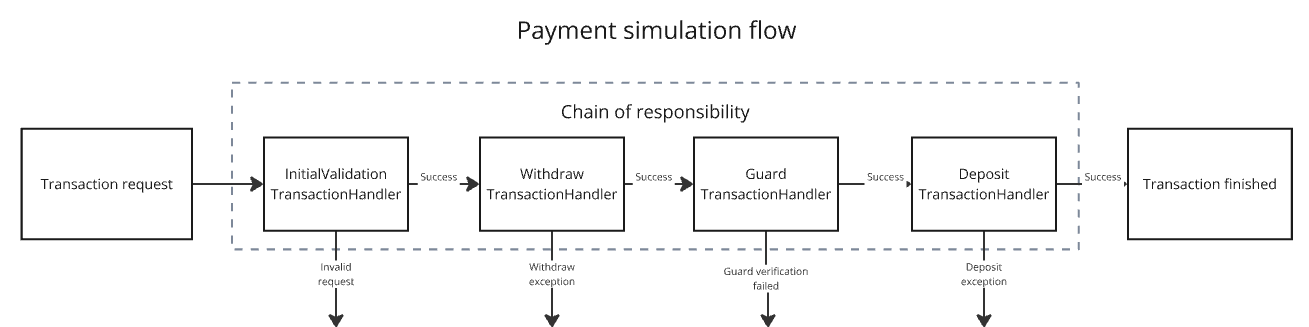 Payment simulation flow
Chain of responsibility
Transaction request
InitialValidation
TransactionHandler
Success
Withdraw
TransactionHandler
Success
Guard
TransactionHandler
Success
Deposit
TransactionHandler
Success
Transaction finished
Invalid
request
Withdraw
exception
Guard verification
failed
Deposit
exception